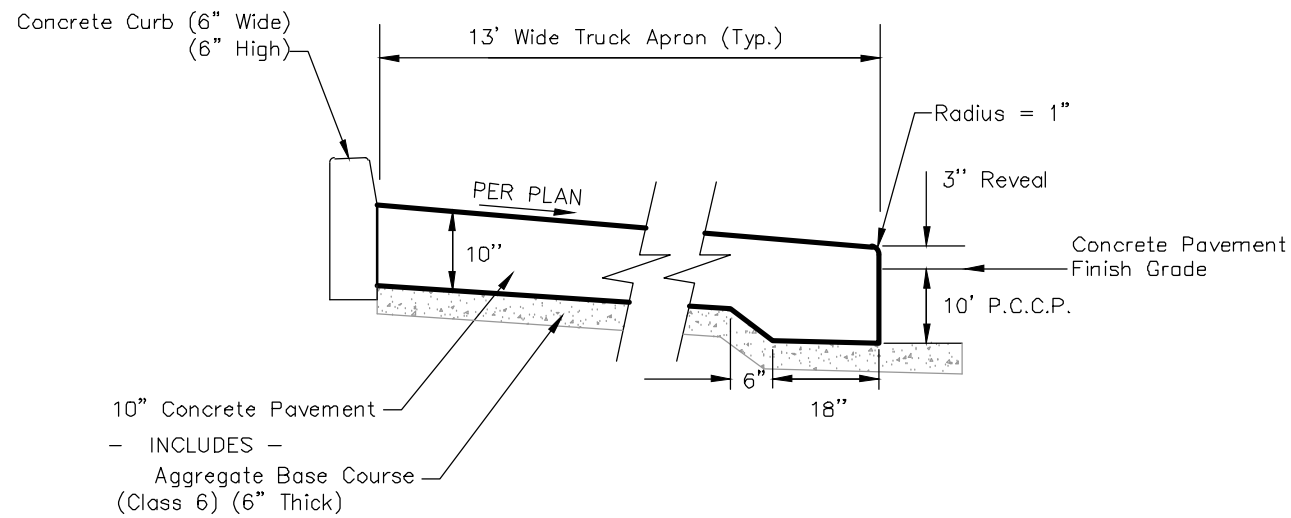 Concrete Curb (6" Wide)
(6" High)
13' Wide Truck Apron (Typ.)
Radius = 1"
3" Reveal
PER PLAN
10"
Concrete Pavement
Finish Grade
10' P.C.C.P.
6"
18"
10" Concrete Pavement
- INCLUDES -
Aggregate Base Course
(Class 6) (6" Thick)